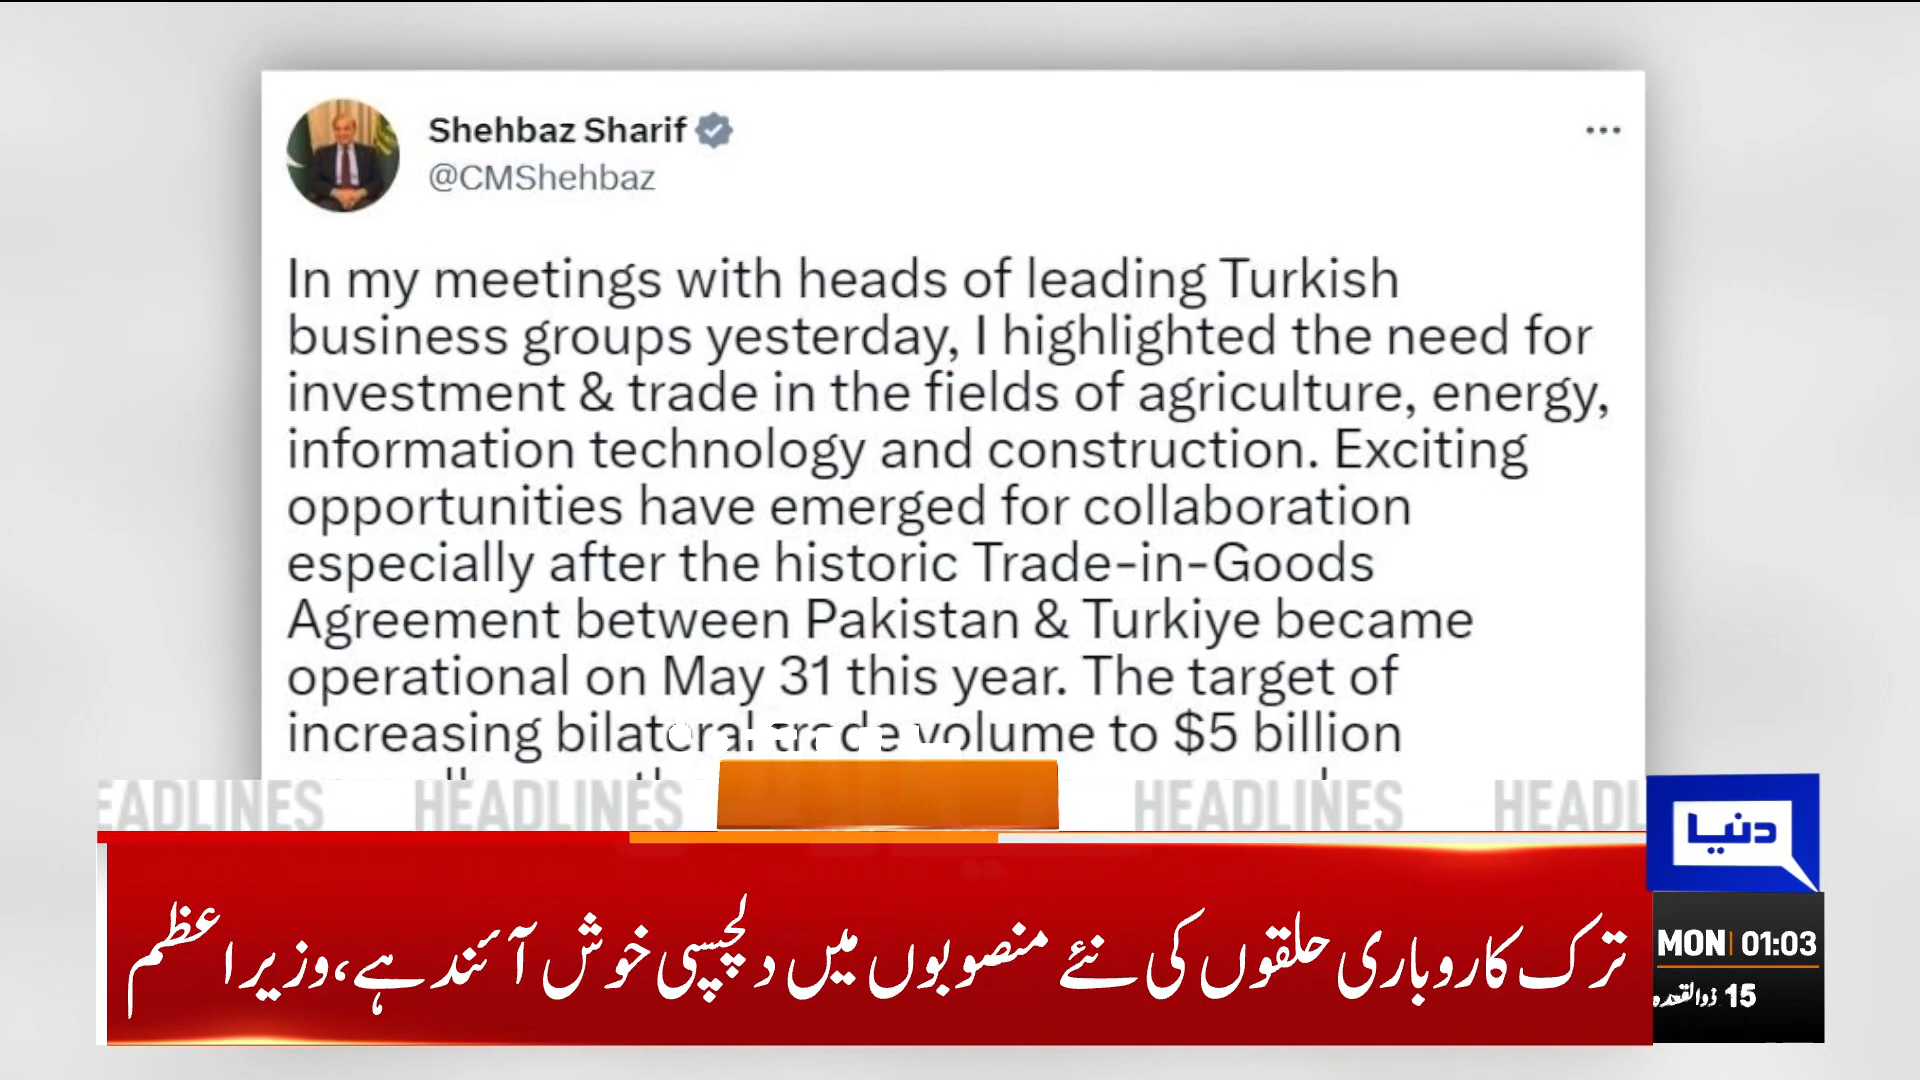 Shehbaz Sharif
@CMShehbaz
In my meetings with heads of leading Turkish
business groups yesterday, I highlighted the need for
investment & trade in the fields of agriculture, energy,
information technology and construction. Exciting
opportunities have emerged for collaboration
especially after the historic Trade-in-Goods
Agreement between Pakistan & Turkiye became
operational on May 31 this year. The target of
increasing bilateral trade volume to $5 billion
EADLINES HEADLINES HEADLINES HEADL
دنیا
ترک کاروباری حلقوں کی نئے منصوبوں میں دلچسپی خوش آئند ہے، وزیراعظم
MON 01:03
15 ذوالقعدہ